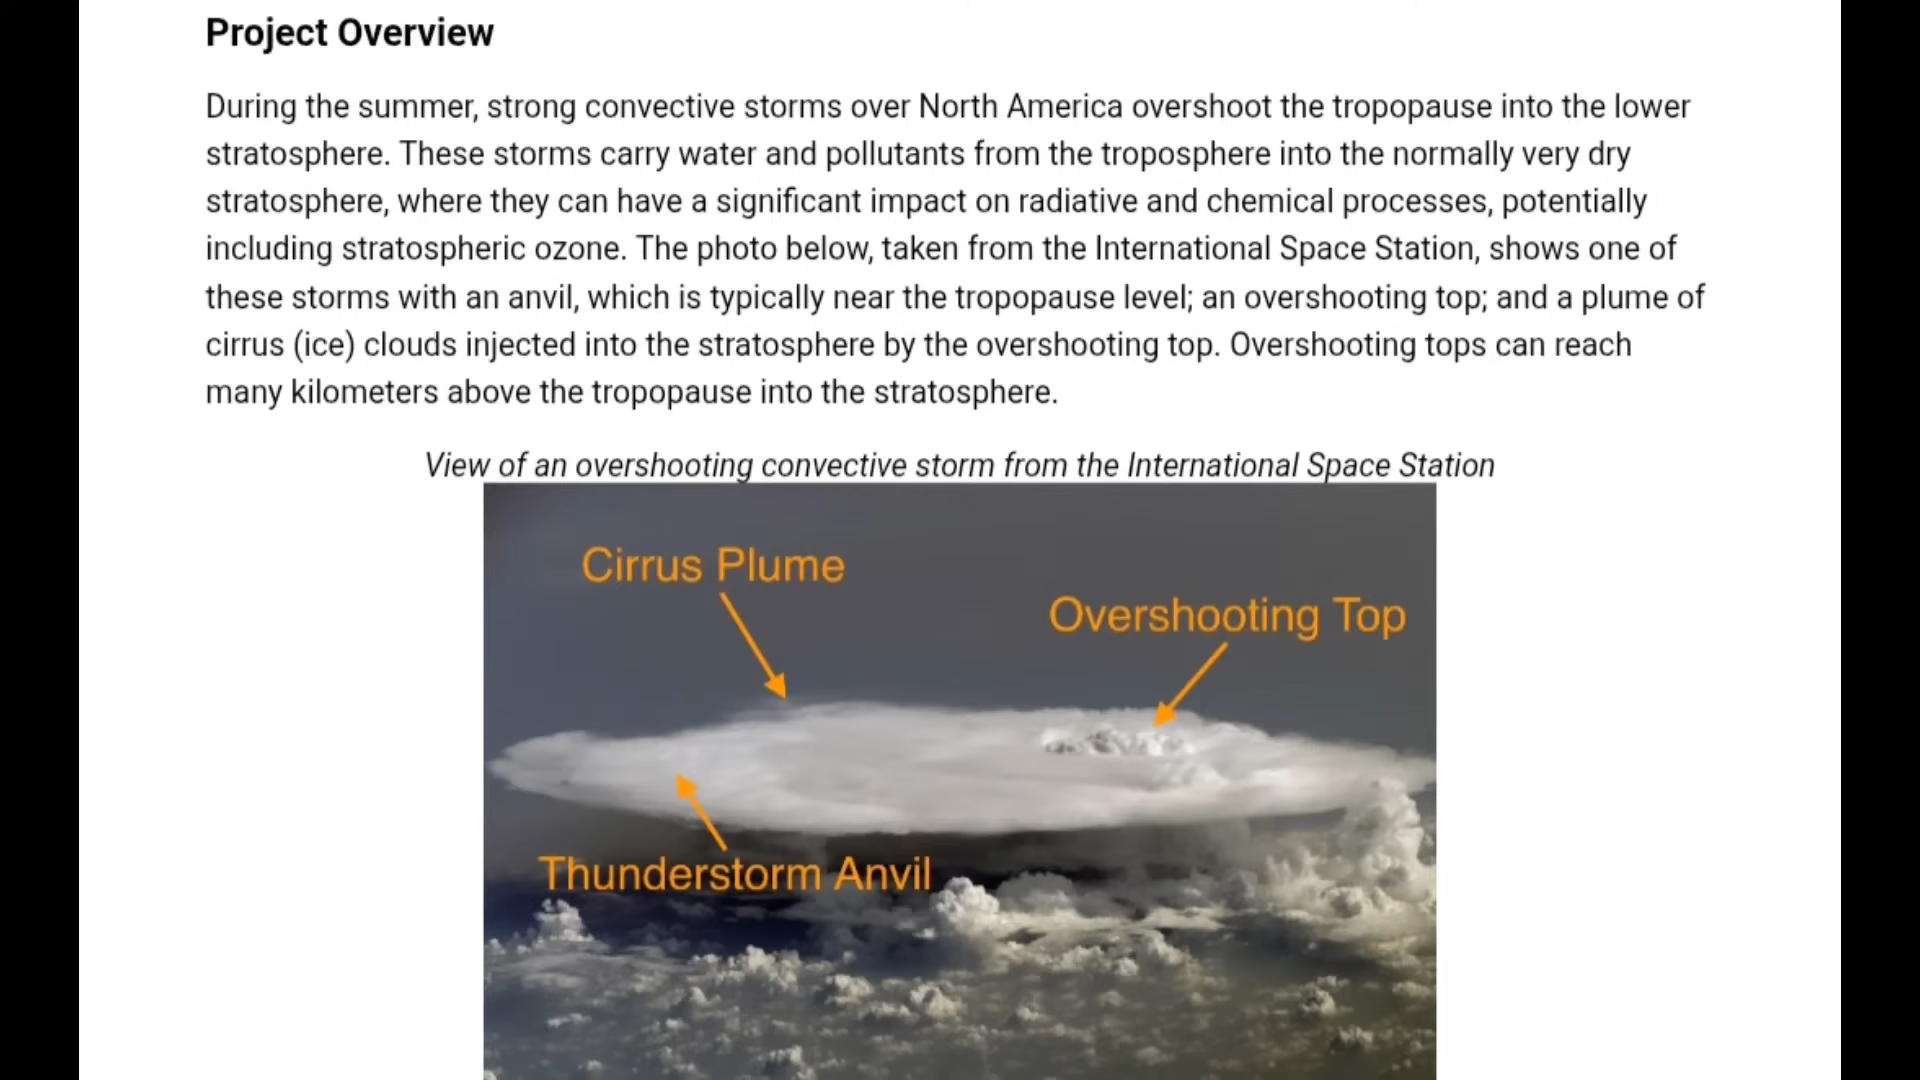 Project Overview
During the summer, strong convective storms over North America overshoot the tropopause into the lower
stratosphere. These storms carry water and pollutants from the troposphere into the normally very dry
stratosphere, where they can have a significant impact on radiative and chemical processes, potentially
including stratospheric ozone. The photo below, taken from the International Space Station, shows one of
these storms with an anvil, which is typically near the tropopause level; an overshooting top; and a plume of
cirrus (ice) clouds injected into the stratosphere by the overshooting top. Overshooting tops can reach
many kilometers above the tropopause into the stratosphere.
View of an overshooting convective storm from the International Space Station
Cirrus Plume
Overshooting Top
Thunderstorm Anvil